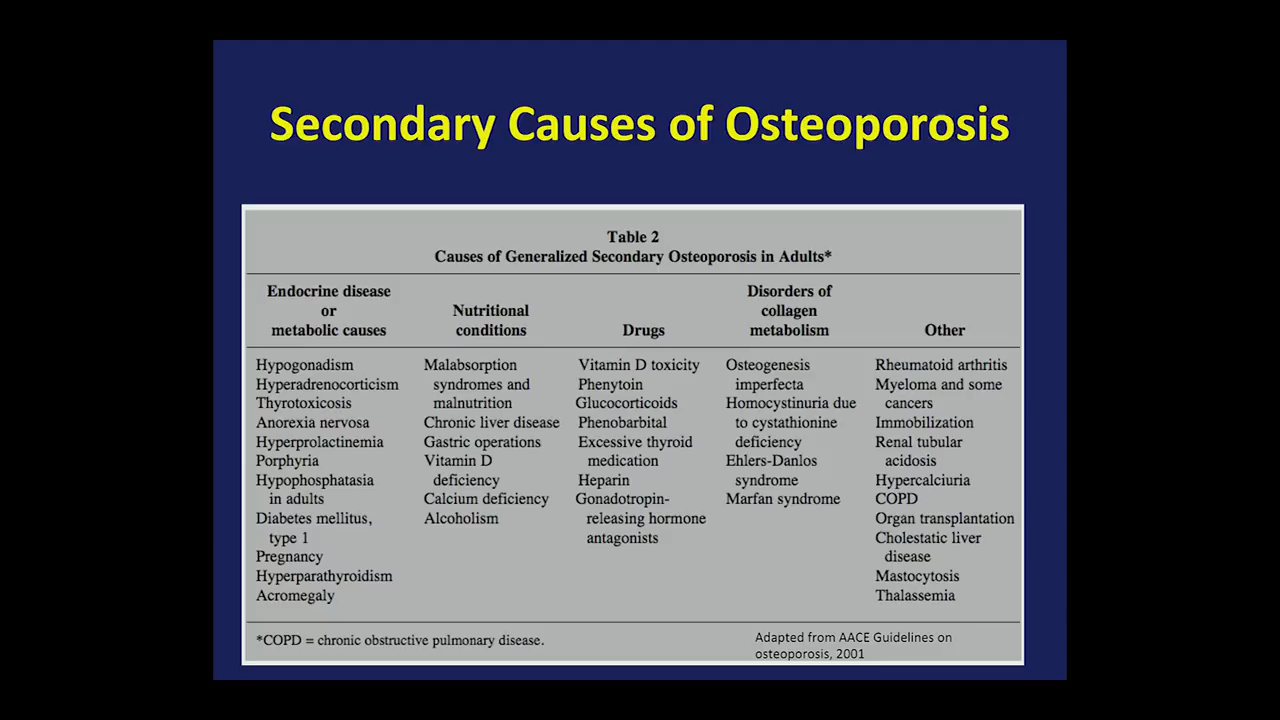 Secondary Causes of Osteoporosis
Table 2
Causes of Generalized Secondary Osteoporosis in Adults*
Endocrine disease
or
metabolic causes
Hypogonadism
Hyperadrenocorticism
Thyrotoxicosis
Anorexia nervosa
Hyperprolactinemia
Porphyria
Hypophosphatasia
in adults
Diabetes mellitus,
type 1
Pregnancy
Hyperparathyroidism
Acromegaly
Nutritional
conditions
Malabsorption
syndromes and
malnutrition
Chronic liver disease
Gastric operations
Vitamin D
deficiency
Calcium deficiency
Alcoholism
Drugs
Vitamin D toxicity
Phenytoin
Glucocorticoids
Phenobarbital
Excessive thyroid
medication
Heparin
Gonadotropin-
releasing hormone
antagonists
Disorders of
collagen
metabolism
Osteogenesis
imperfecta
Homocystinuria due
to cystathionine
deficiency
Ehlers-Danlos
syndrome
Marfan syndrome
Other
Rheumatoid arthritis
Myeloma and some
cancers
Immobilization
Renal tubular
acidosis
Hypercalciuria
COPD
Organ transplantation
Cholestatic liver
disease
Mastocytosis
Thalassemia
*COPD = chronic obstructive pulmonary disease.
Adapted from AACE Guidelines on
osteoporosis, 2001